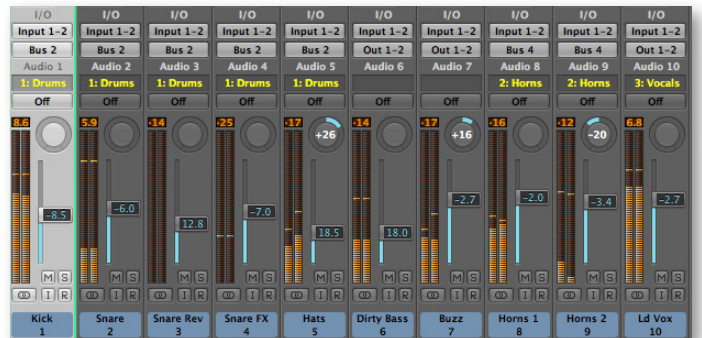 I/O I/O I/O I/O I/O I/O I/O I/O I/O I/O
Input 1-2 Input 1-2 Input 1-2 Input 1-2 Input 1-2 Input 1-2 Input 1-2 Input 1-2 Input 1-2 Input 1-2
Bus 2 Bus 2 Bus 2 Bus 2 Bus 2 Out 1-2 Out 1-2 Bus 4 Bus 4 Out 1-2
Audio 1 Audio 2 Audio 3 Audio 4 Audio 5 Audio 6 Audio 7 Audio 8 Audio 9 Audio 10
1: Drums 1: Drums 1: Drums 1: Drums 1: Drums 2: Horns 2: Horns 3: Vocals
Off Off Off Off Off Off Off Off Off Off
8.6 5.9 -14 -25 -17 -14 -17 -16 -12 6.8
+26 +16 -20
-8.5 -6.0 12.8 -7.0 18.5 18.0 -2.7 -2.0 -3.4 -2.7
M S M S M S M S M S M S M S M S M S M S
I R I R I R I R I R I R I R I R I R I R
Kick Snare Snare Rev Snare FX Hats Dirty Bass Buzz Horns 1 Horns 2 Ld Vox
1 2 3 4 5 6 7 8 9 10